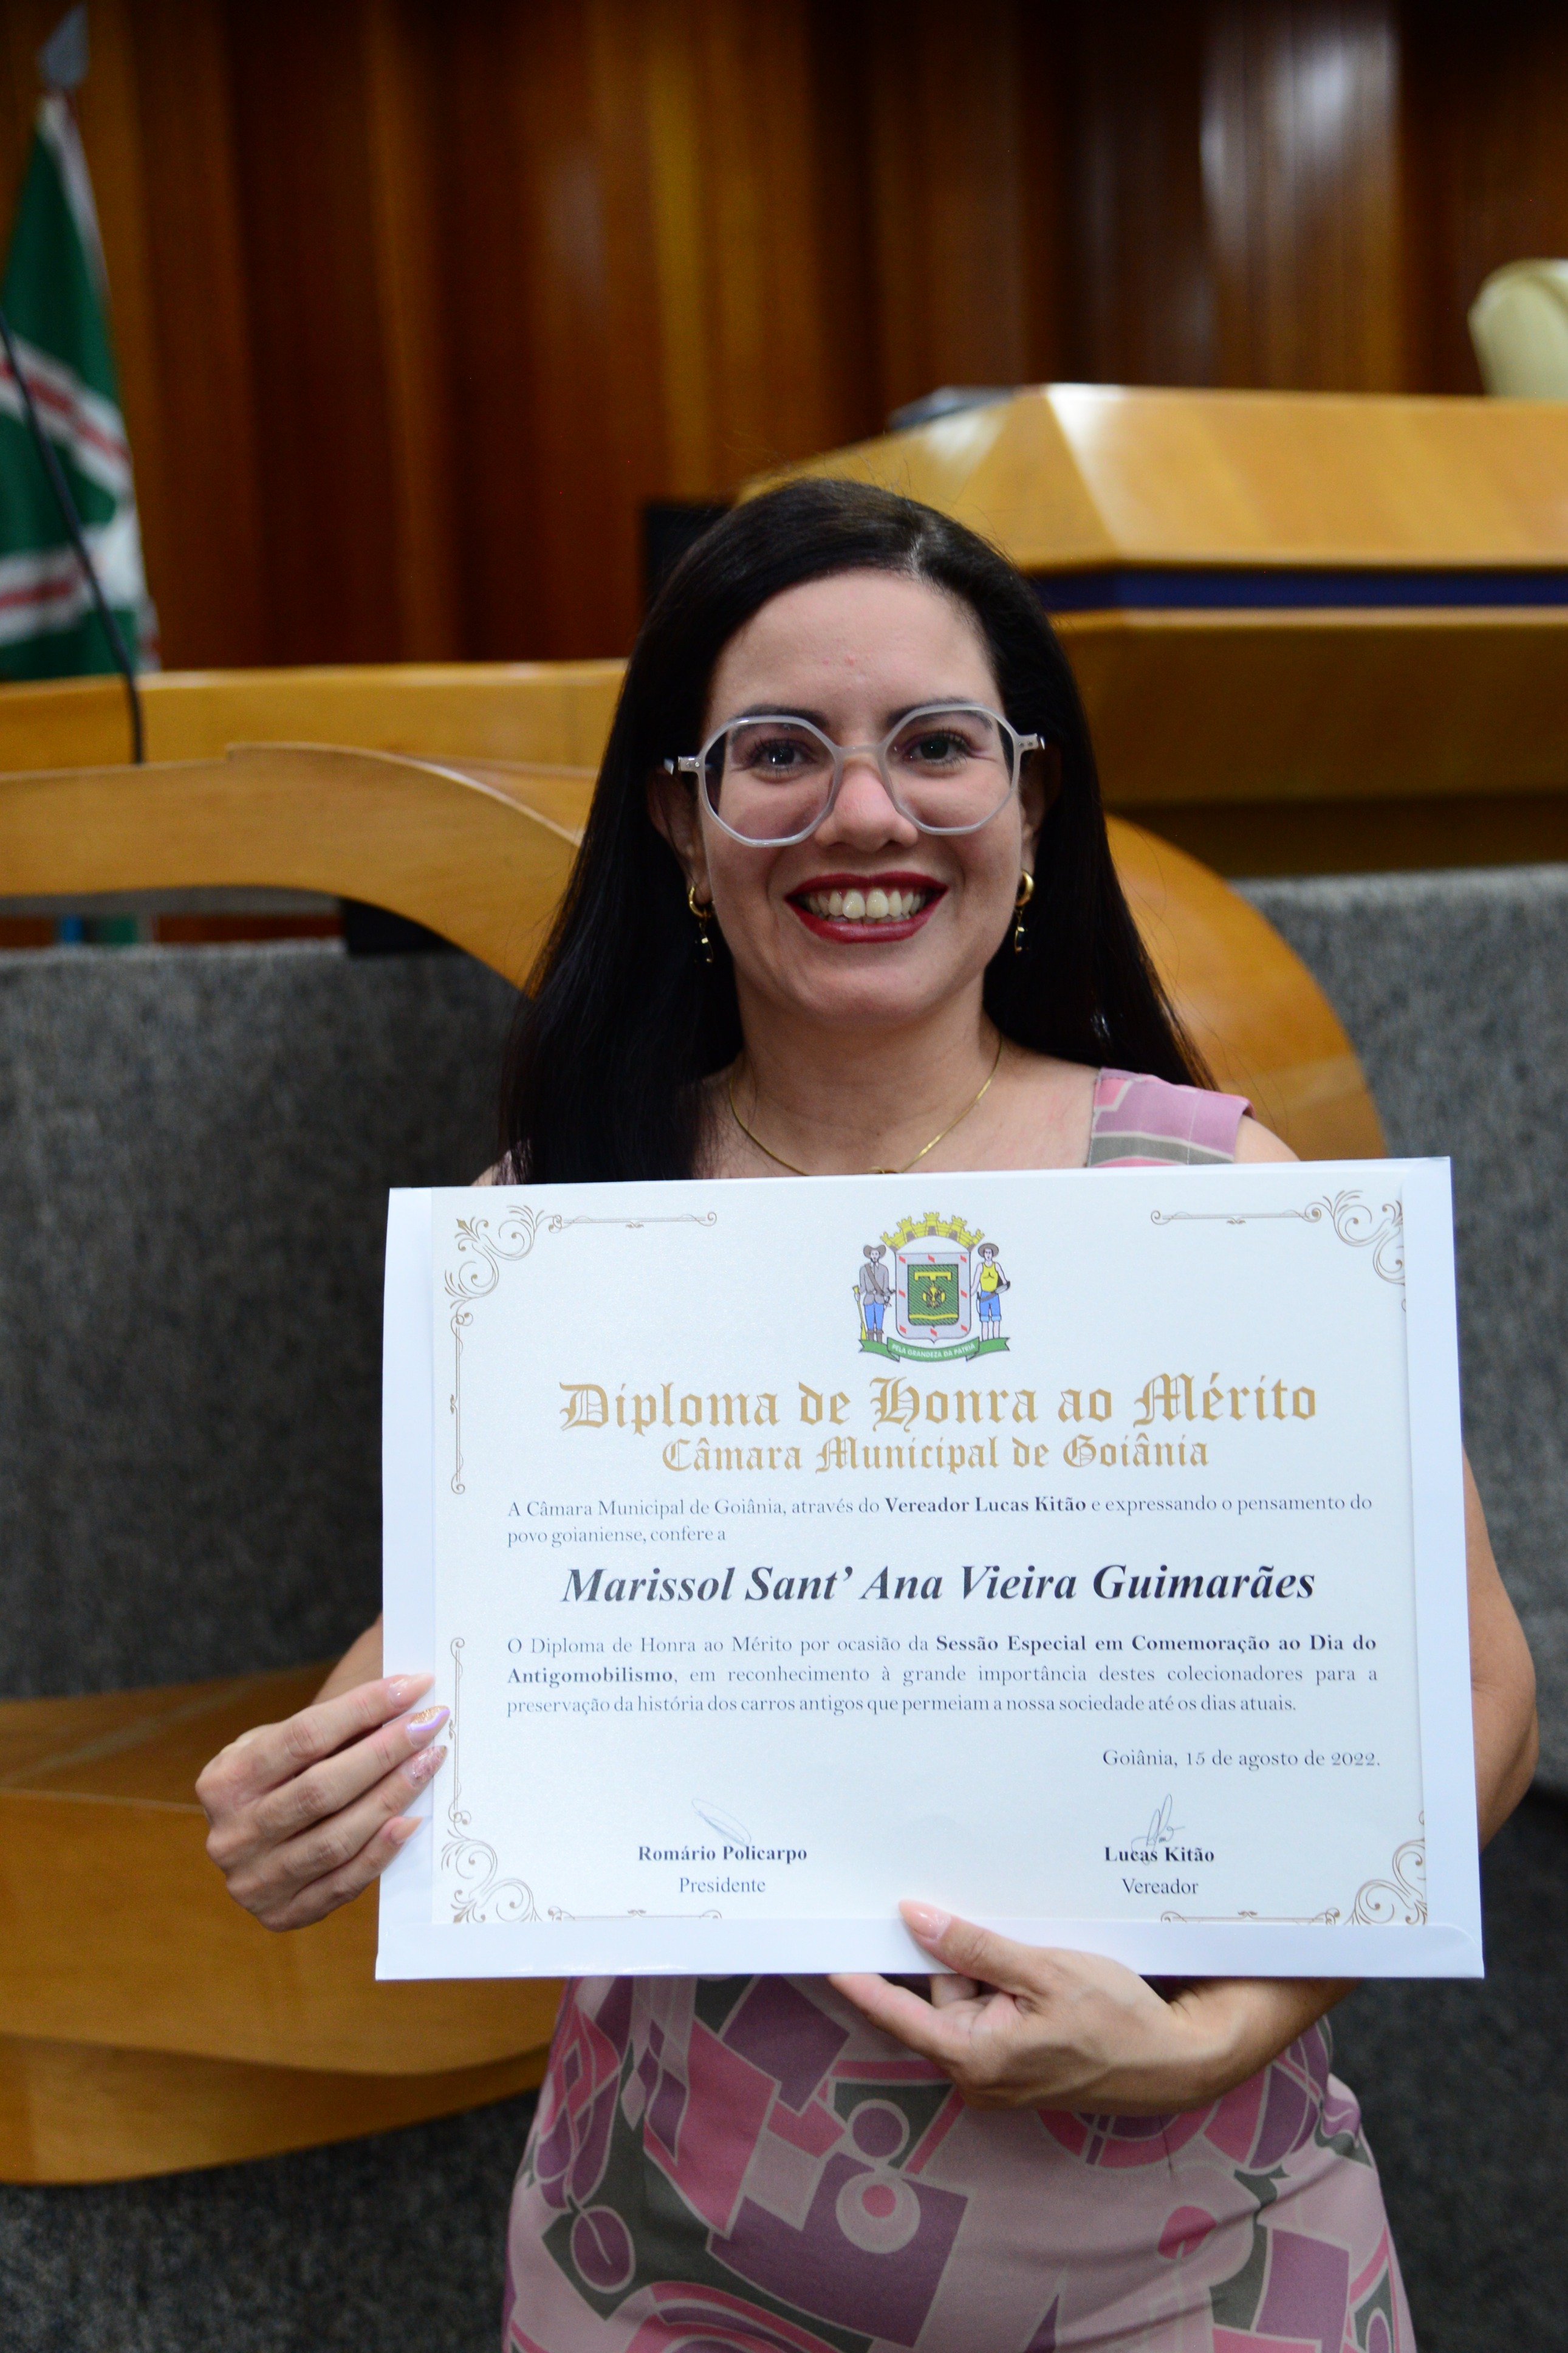 PELA GRANDEZA DA PATRIA
Diploma de Honra ao Mérito
Câmara Municipal de Goiânia
A Câmara Municipal de Goiânia, através do Vereador Lucas Kitão e expressando o pensamento do
povo goianiense, confere a
Marissol Sant’ Ana Vieira Guimarães
O Diploma de Honra ao Mérito por ocasião da Sessão Especial em Comemoração ao Dia do
Antigomobilismo, em reconhecimento à grande importância destes colecionadores para a
preservação da história dos carros antigos que permeiam a nossa sociedade até os dias atuais.
Goiânia, 15 de agosto de 2022.
Romário Policarpo
Presidente
Lucas Kitão
Vereador